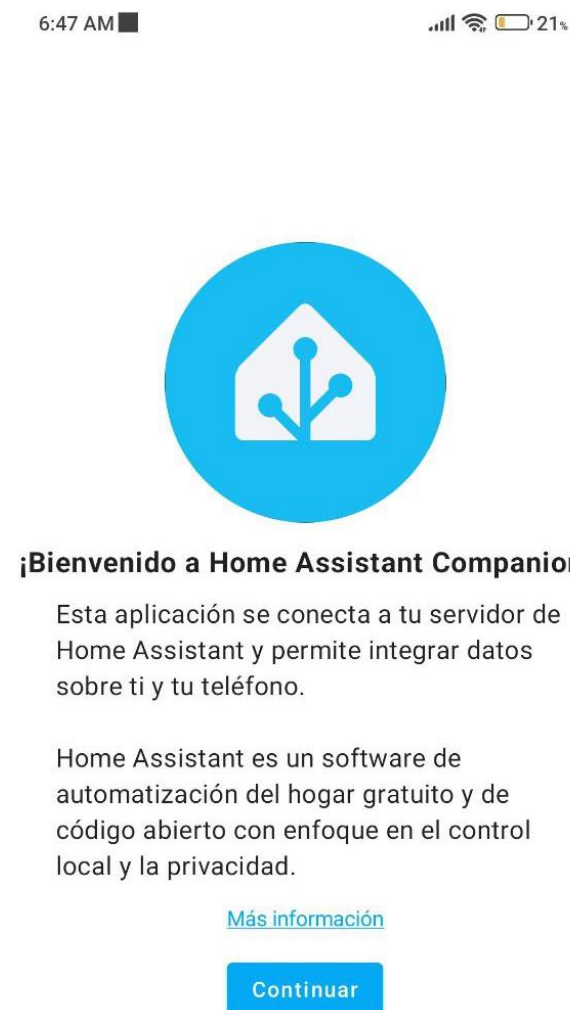 6:47 AM
21%
¡Bienvenido a Home Assistant Companion
Esta aplicación se conecta a tu servidor de
Home Assistant y permite integrar datos
sobre ti y tu teléfono.
Home Assistant es un software de
automatización del hogar gratuito y de
código abierto con enfoque en el control
local y la privacidad.
Más información
Continuar